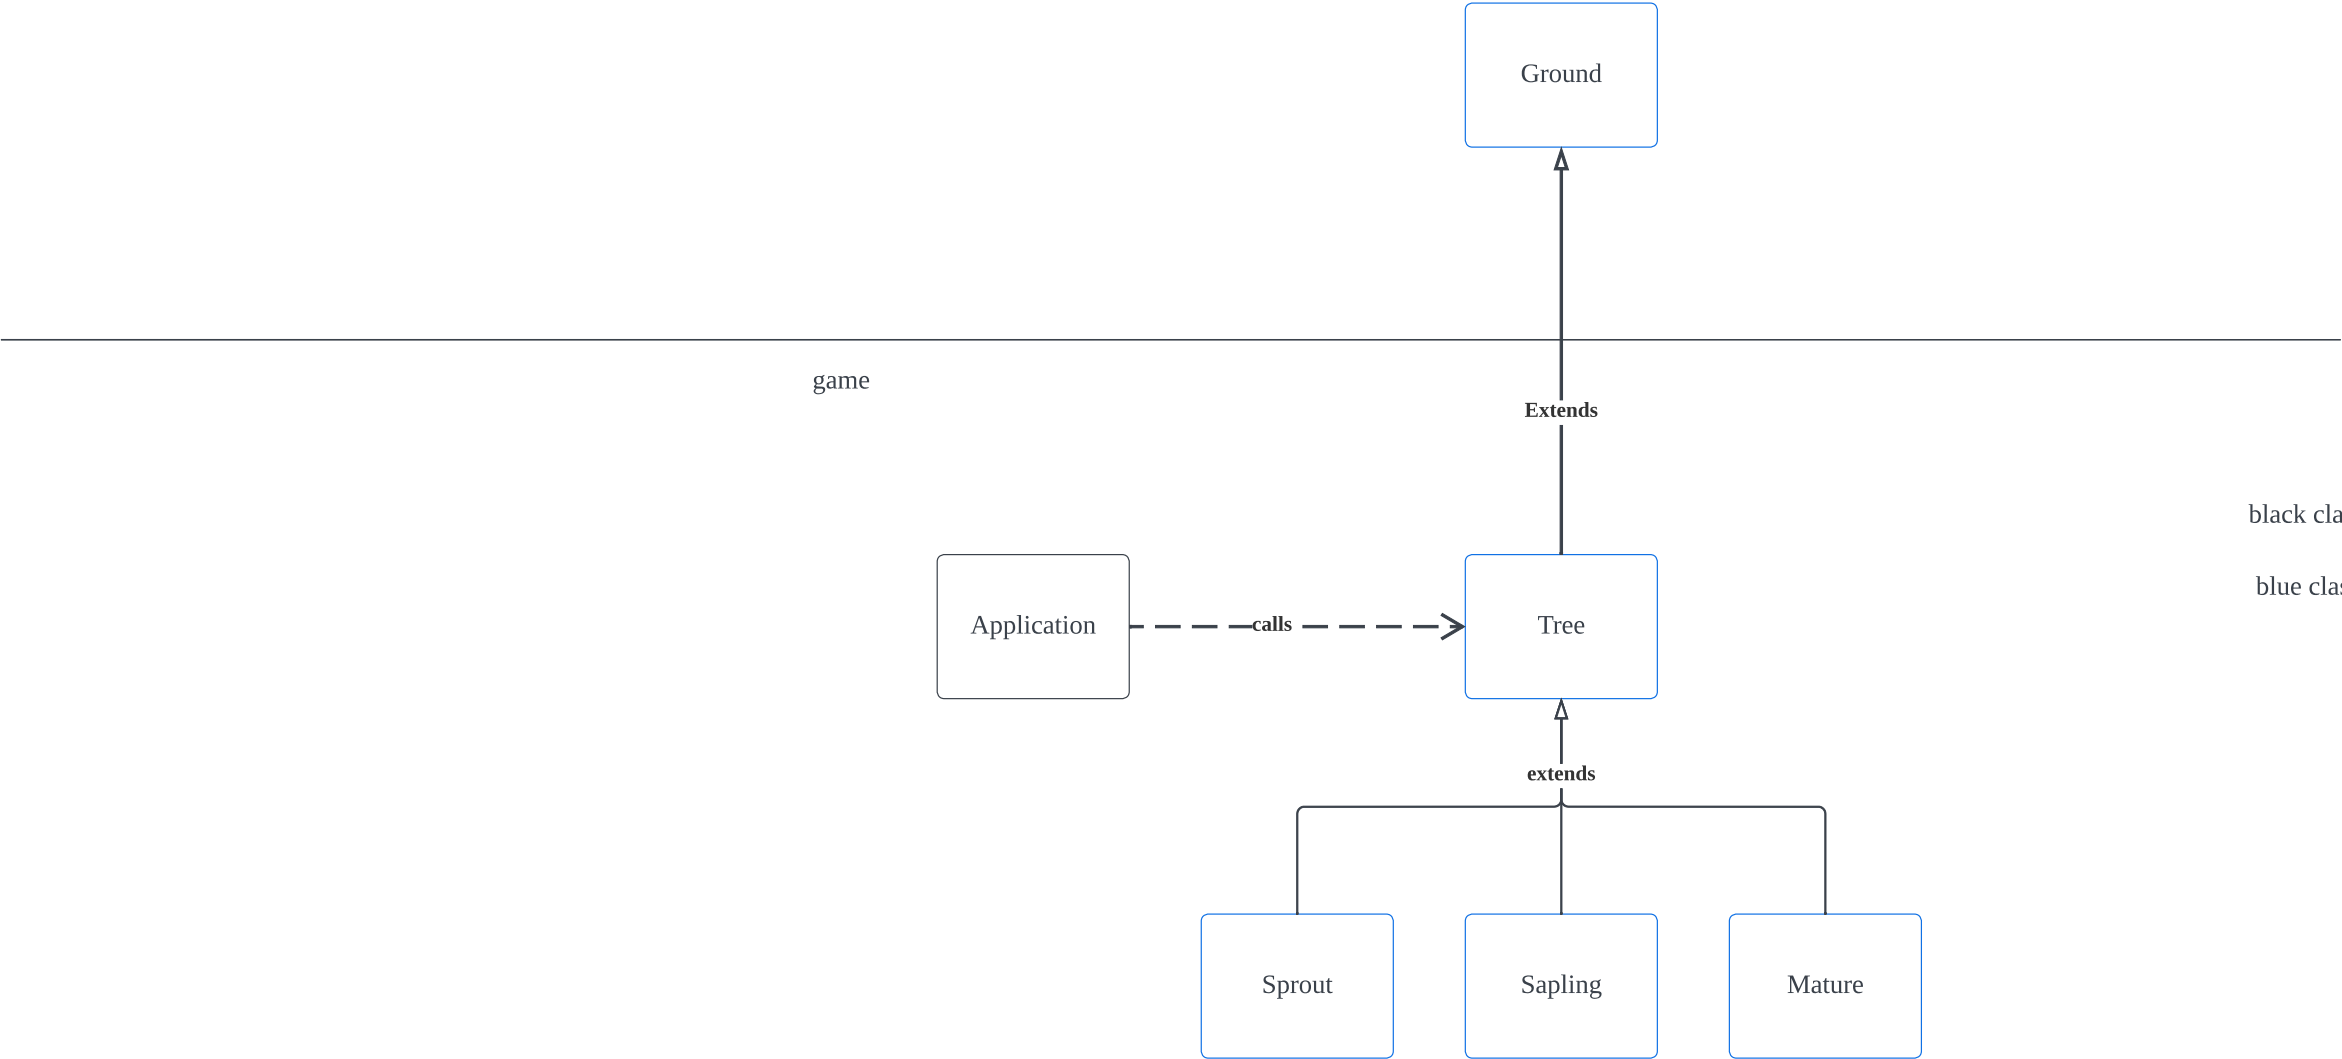 Ground
game
Extends
black cla
blue clas
Application
calls
Tree
extends
Sprout
Sapling
Mature